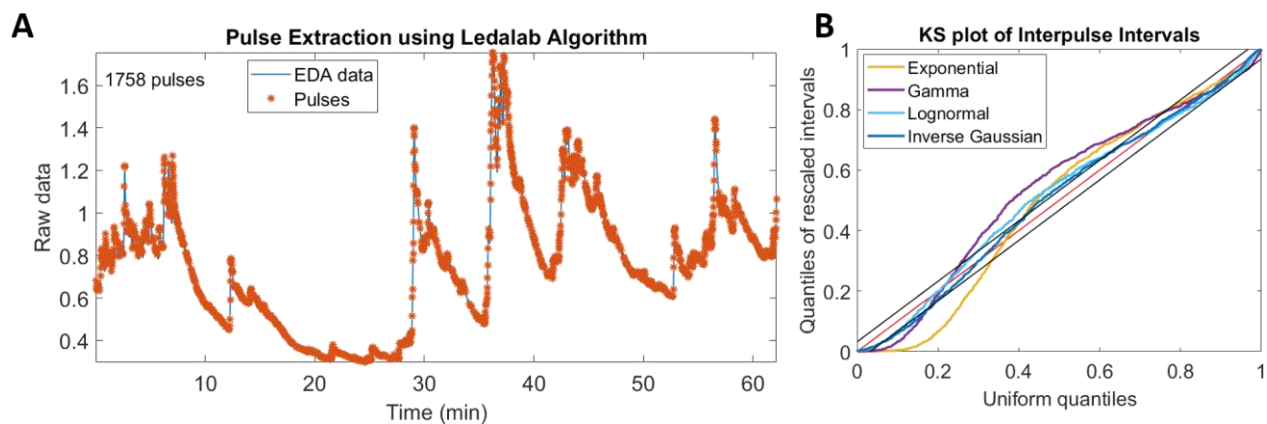 A
Pulse Extraction using Ledalab Algorithm
1758 pulses
EDA data
Pulses
Raw data
1.6
1.4
1.2
1
0.8
0.6
0.4
10
20
30
40
50
60
Time (min)
B
KS plot of Interpulse Intervals
Exponential
Gamma
Lognormal
Inverse Gaussian
Quantiles of rescaled intervals
1
0.8
0.6
0.4
0.2
0
0
0.2
0.4
0.6
0.8
1
Uniform quantiles